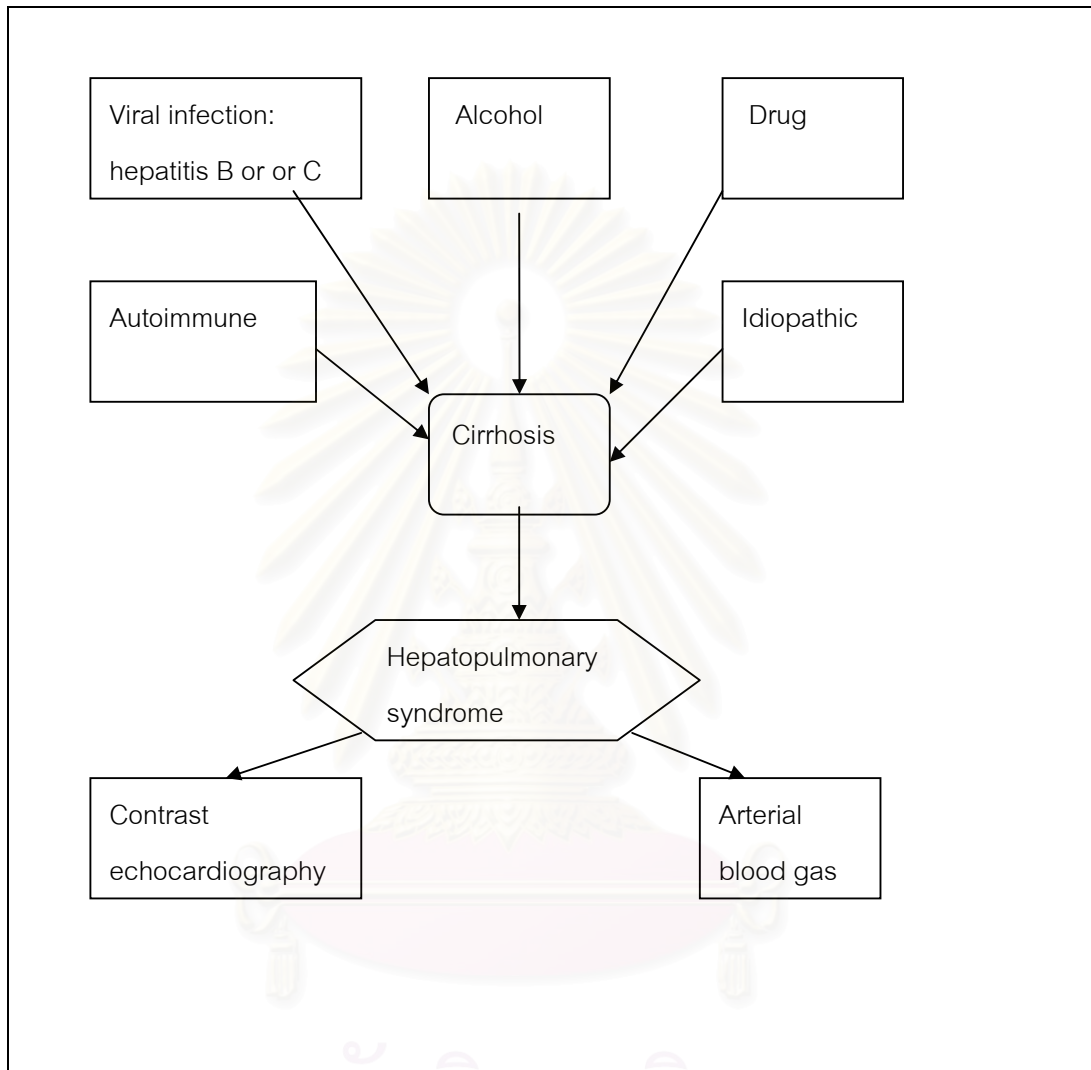 Viral infection:
hepatitis B or or C
Alcohol
Drug
Autoimmune
Idiopathic
Cirrhosis
Hepatopulmonary
syndrome
Contrast
echocardiography
Arterial
blood gas